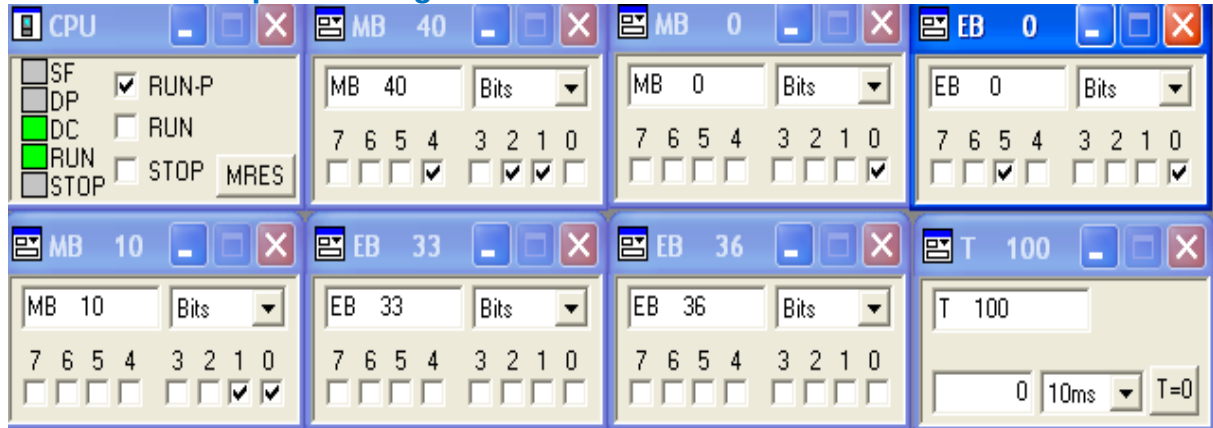 CPU
SF
DP
DC
RUN
STOP
RUN-P
RUN
STOP
MRES
MB 40
MB 40 Bits
7 6 5 4 3 2 1 0
MB 0
MB 0 Bits
7 6 5 4 3 2 1 0
EB 0
EB 0 Bits
7 6 5 4 3 2 1 0
MB 10
MB 10 Bits
7 6 5 4 3 2 1 0
EB 33
EB 33 Bits
7 6 5 4 3 2 1 0
EB 36
EB 36 Bits
7 6 5 4 3 2 1 0
T 100
T 100
0 10ms T=0